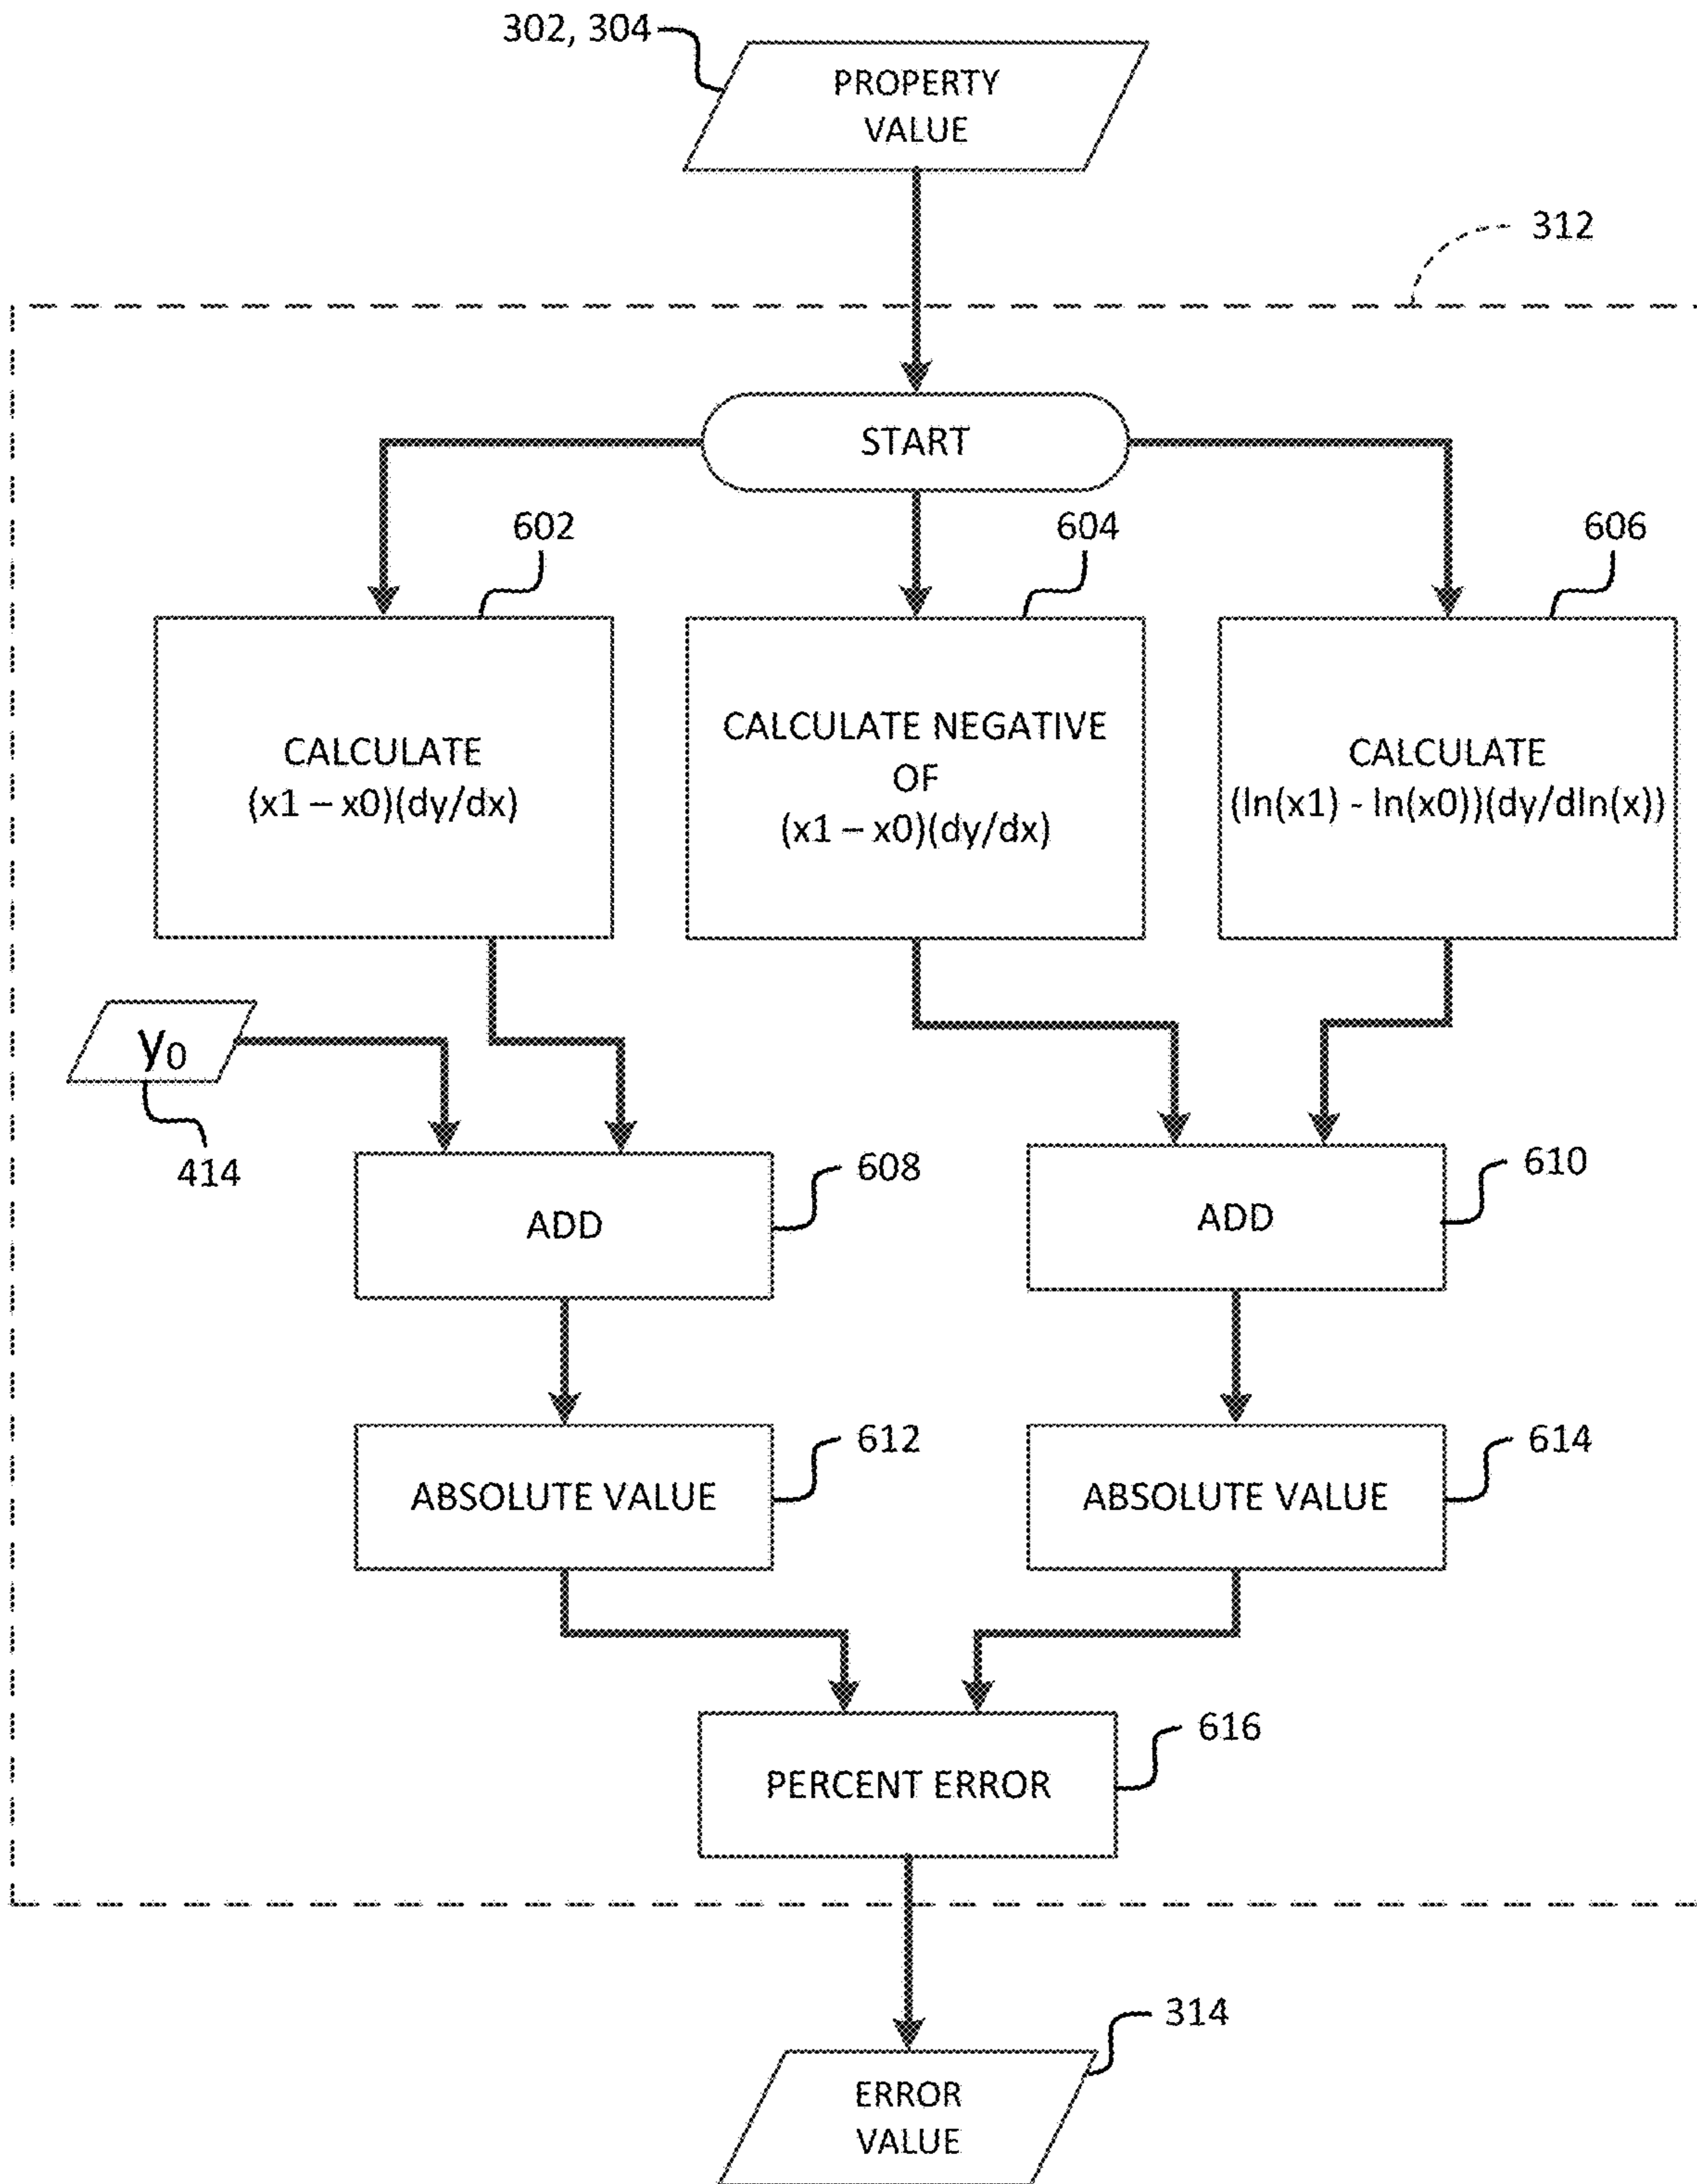 302, 304
PROPERTY
VALUE
312
START
602
604
606
CALCULATE
(x1 – x0)(dy/dx)
CALCULATE NEGATIVE
OF
(x1 – x0)(dy/dx)
CALCULATE
(ln(x1) - ln(x0))(dy/dln(x))
y₀
414
ADD
608
ADD
610
ABSOLUTE VALUE
612
ABSOLUTE VALUE
614
PERCENT ERROR
616
314
ERROR
VALUE